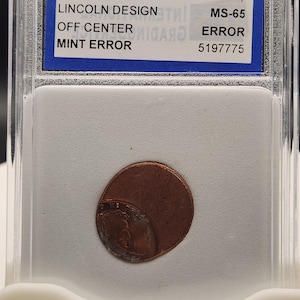 LINCOLN DESIGN MS-65
OFF CENTER ERROR
MINT ERROR 5197775